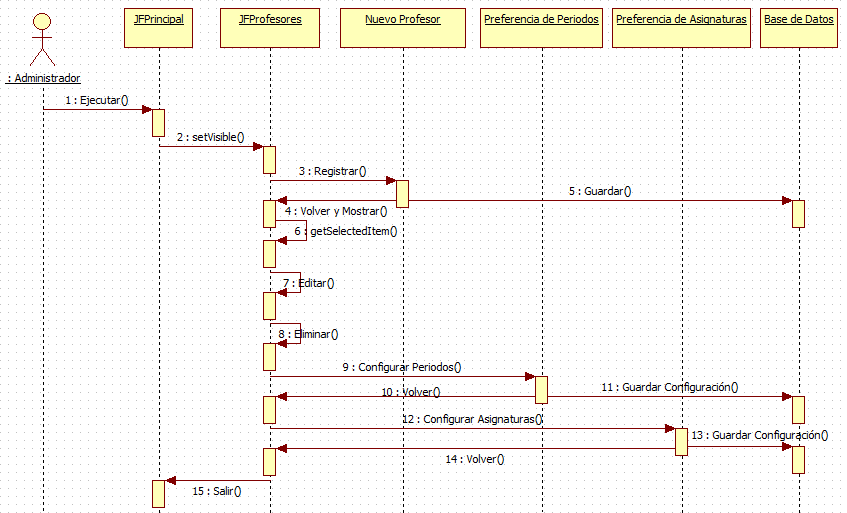 JFPrincipal
JFProfesores
Nuevo Profesor
Preferencia de Periodos
Preferencia de Asignaturas
Base de Datos
: Administrador
1 : Ejecutar()
2 : setVisible()
3 : Registrar()
5 : Guardar()
4 : Volver y Mostrar()
6 : getSelectedItem()
7 : Editar()
8 : Eliminar()
9 : Configurar Periodos()
10 : Volver()
11 : Guardar Configuración()
12 : Configurar Asignaturas()
13 : Guardar Configuración()
14 : Volver()
15 : Salir()